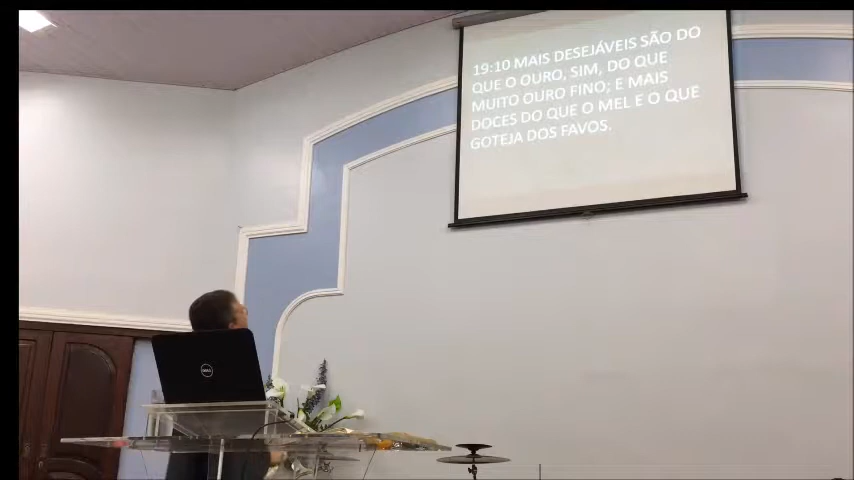 19:10 MAIS DESEJÁVEIS SÃO DO
QUE O OURO, SIM, DO QUE
MUITO OURO FINO; E MAIS
DOCES DO QUE O MEL E O QUE
GOTEJA DOS FAVOS.
DELL